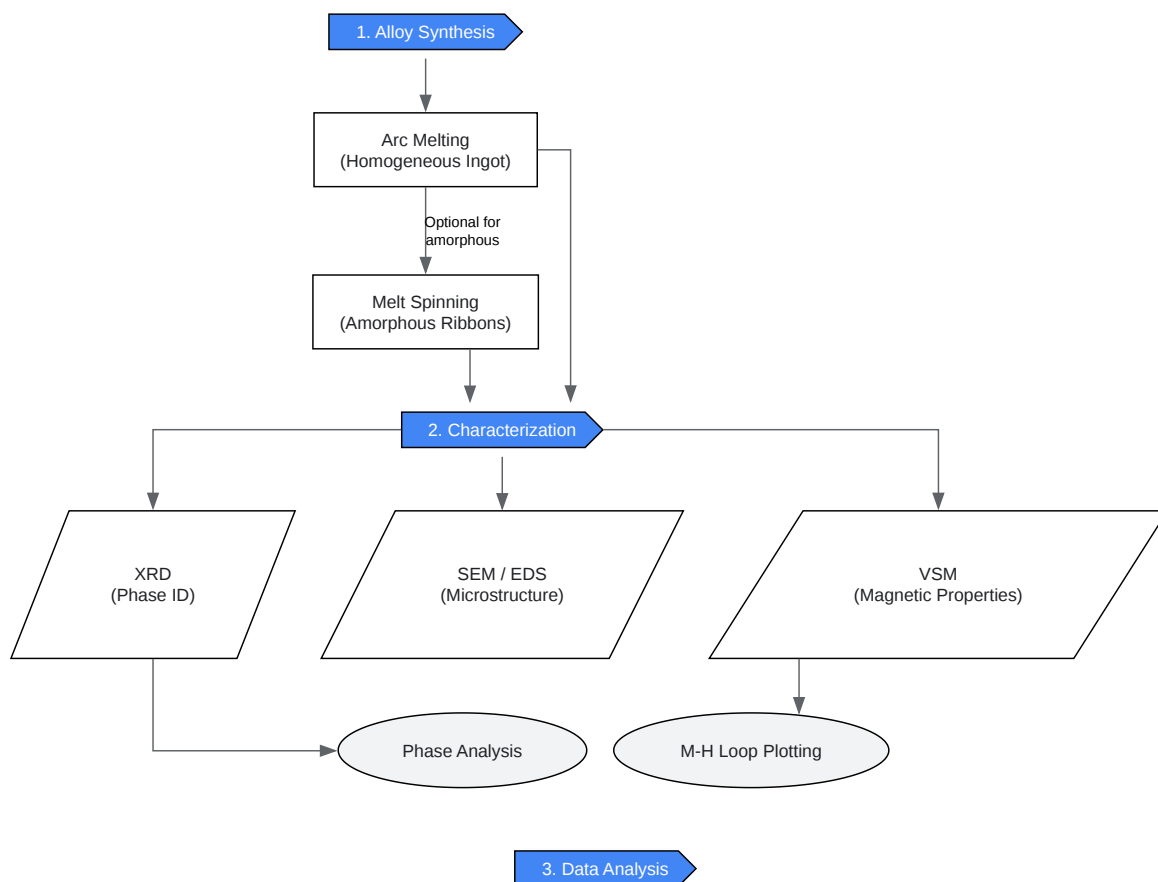 1. Alloy Synthesis
Arc Melting
(Homogeneous Ingot)
Optional for
amorphous
Melt Spinning
(Amorphous Ribbons)
2. Characterization
XRD
(Phase ID)
SEM / EDS
(Microstructure)
VSM
(Magnetic Properties)
Phase Analysis
M-H Loop Plotting
3. Data Analysis